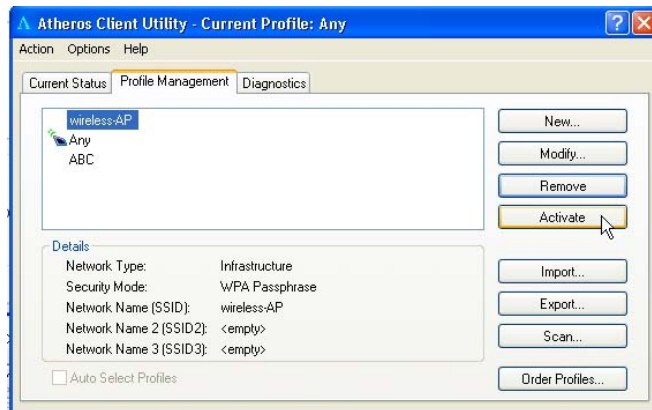 Atheros Client Utility - Current Profile: Any
Action Options Help
Current Status Profile Management Diagnostics
wireless-AP
Any
ABC
New...
Modify...
Remove
Activate
Details
Network Type: Infrastructure
Security Mode: WPA Passphrase
Network Name (SSID): wireless-AP
Network Name 2 (SSID2): <empty>
Network Name 3 (SSID3): <empty>
Import...
Export...
Scan...
Auto Select Profiles
Order Profiles...